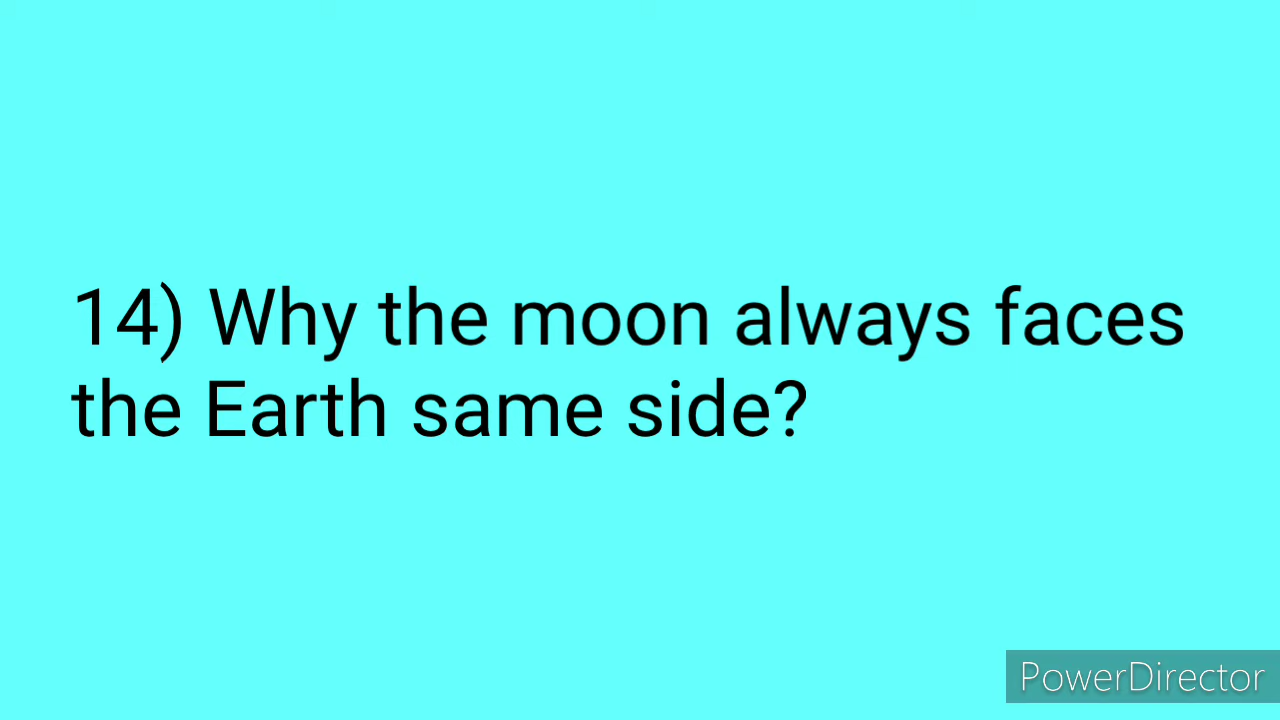 14) Why the moon always faces
the Earth same side?
PowerDirector